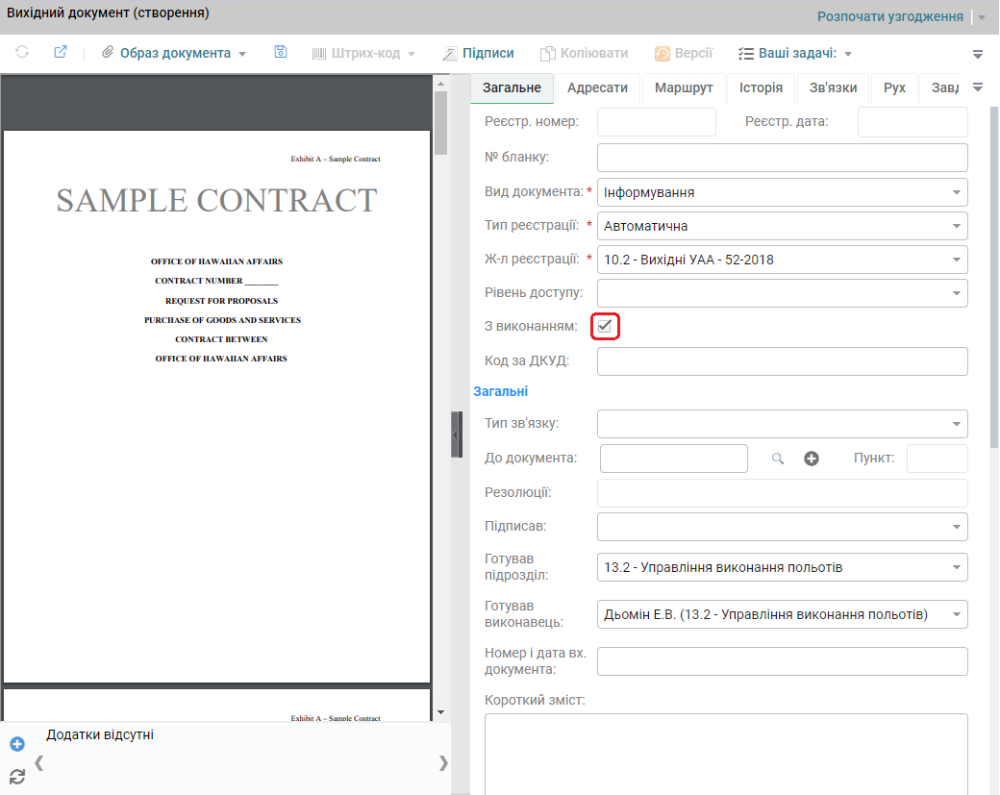 Вихідний документ (створення)
Розпочати узгодження
Образ документа
Штрих-код
Підписи
Копіювати
Версії
Ваші задачі:
Загальне
Адресати
Маршрут
Історія
Зв'язки
Рух
Завд
Exhibit A – Sample Contract
SAMPLE CONTRACT
OFFICE OF HAWAIIAN AFFAIRS
CONTRACT NUMBER ________
REQUEST FOR PROPOSALS
PURCHASE OF GOODS AND SERVICES
CONTRACT BETWEEN
OFFICE OF HAWAIIAN AFFAIRS
Exhibit A – Sample Contract
Додатки відсутні
Реєстр. номер:
Реєстр. дата:
№ бланку:
Вид документа: * Інформування
Тип реєстрації: * Автоматична
Ж-л реєстрації: * 10.2 - Вихідні УАА - 52-2018
Рівень доступу:
З виконанням:
Код за ДКУД:
Загальні
Тип зв'язку:
До документа:
Пункт:
Резолюції:
Підписав:
Готував
підрозділ:
13.2 - Управління виконання польотів
Готував
виконавець:
Дьомін Е.В. (13.2 - Управління виконання польотів)
Номер і дата вх.
документа:
Короткий зміст: